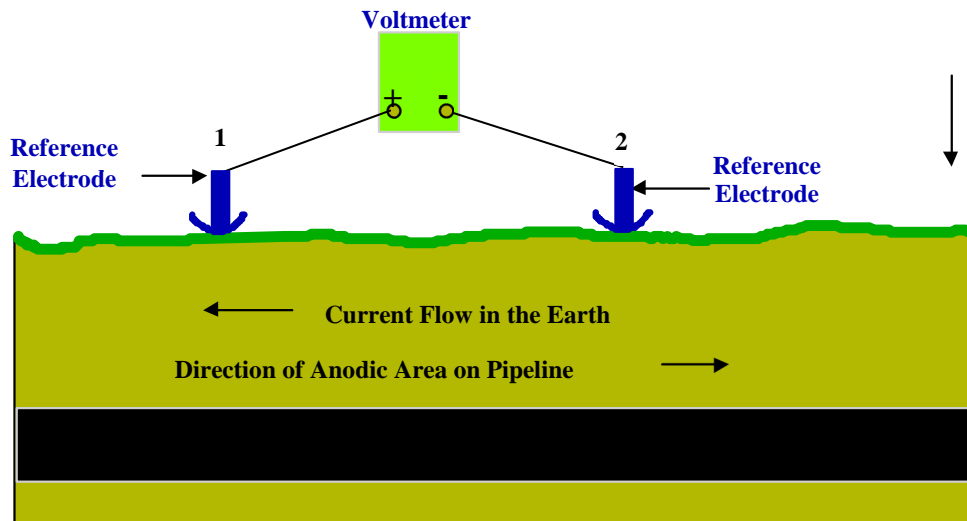 Voltmeter
+ -
1
2
Reference
Electrode
Reference
Electrode
Current Flow in the Earth
Direction of Anodic Area on Pipeline